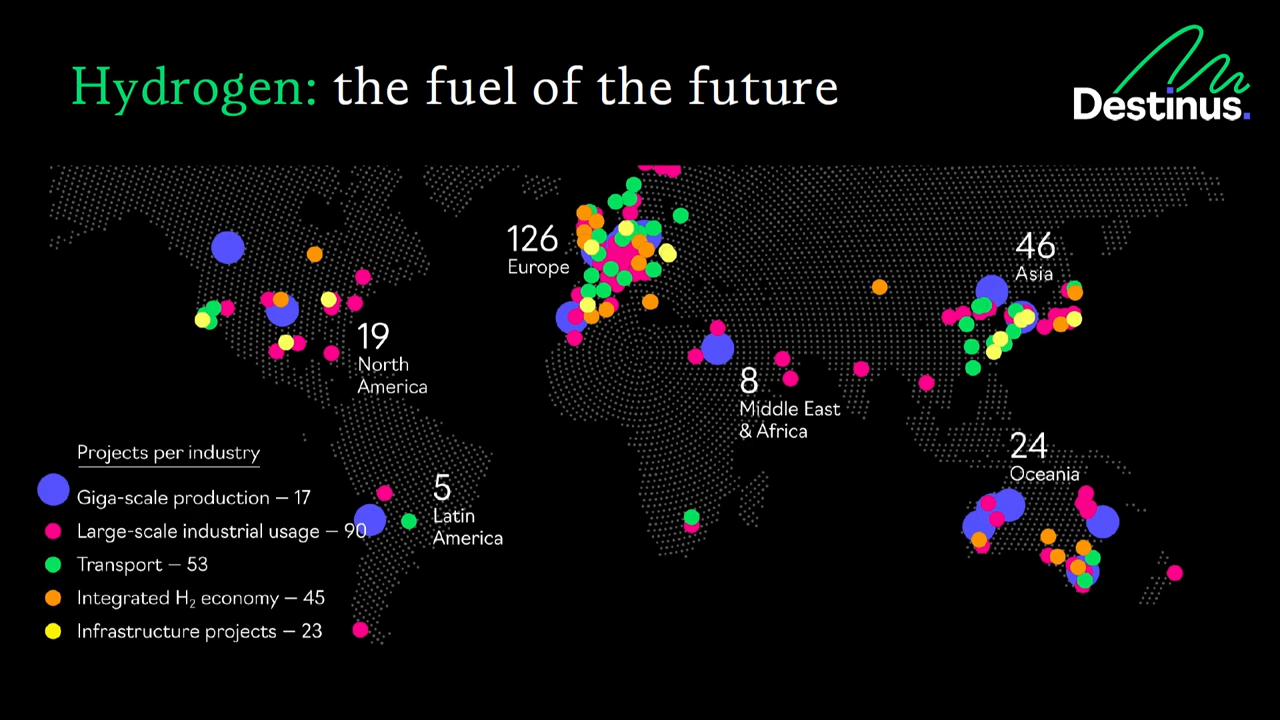 Hydrogen: the fuel of the future
Destinus.
126
Europe
46
Asia
19
North
America
8
Middle East
& Africa
24
Oceania
5
Latin
America
Projects per industry
Giga-scale production – 17
Large-scale industrial usage – 90
Transport – 53
Integrated H₂ economy – 45
Infrastructure projects – 23